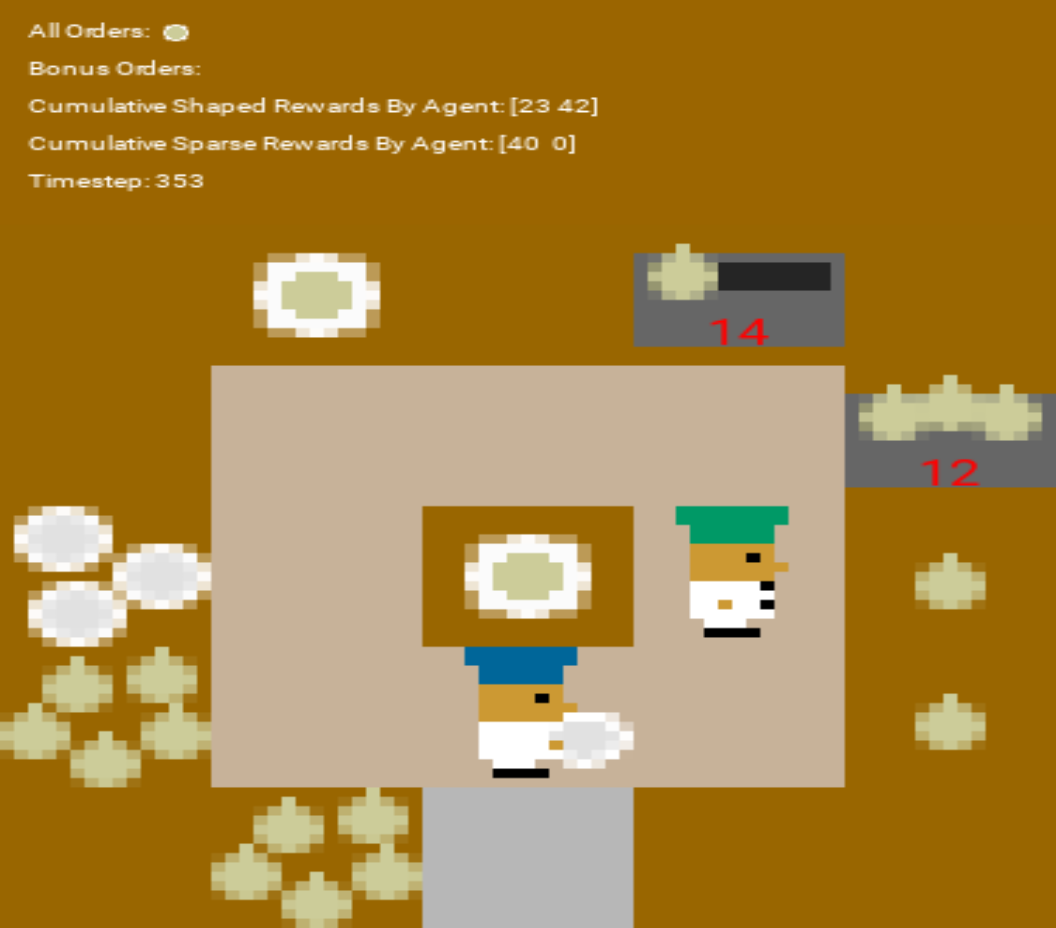 All Orders:
Bonus Orders:
Cumulative Shaped Rewards By Agent: [23 42]
Cumulative Sparse Rewards By Agent: [40  0]
Timestep: 353
14
12